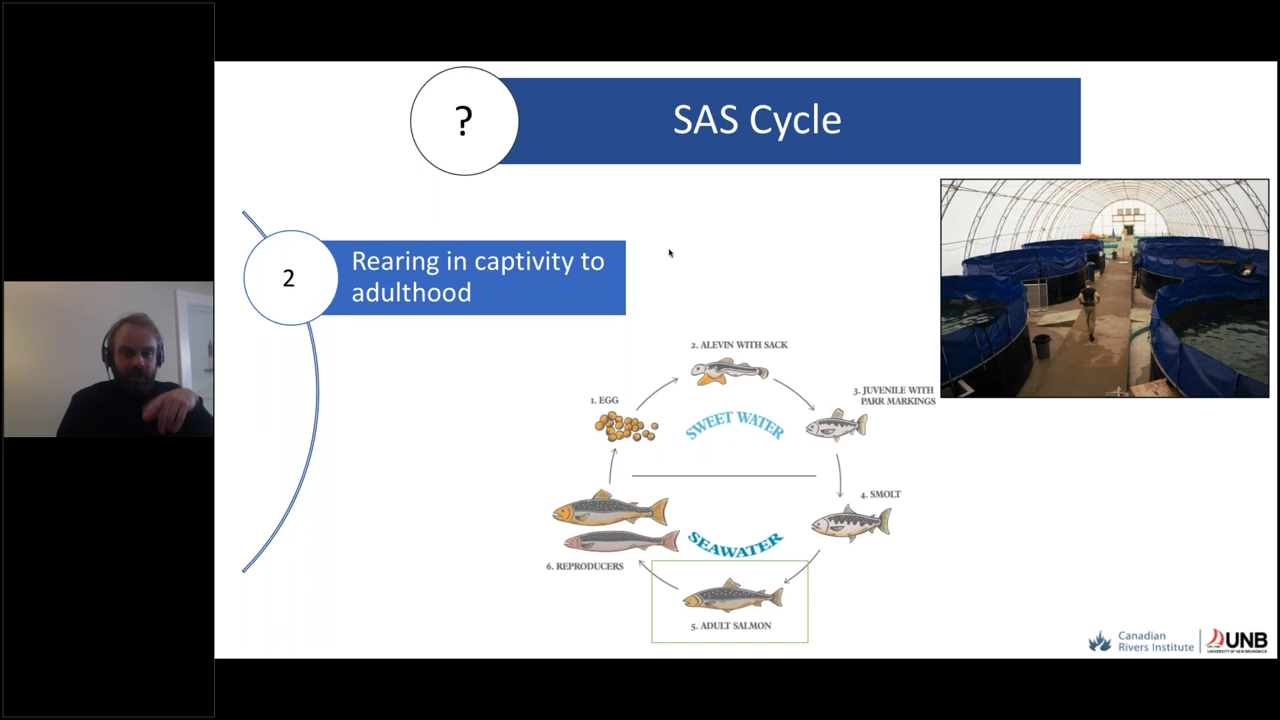 ?
SAS Cycle
2
Rearing in captivity to
adulthood
2. ALEVIN WITH SACK
3. JUVENILE WITH
PARR MARKINGS
1. EGG
SWEET WATER
4. SMOLT
SEAWATER
6. REPRODUCERS
5. ADULT SALMON
Canadian
Rivers Institute
UNB
UNIVERSITY OF NEW BRUNSWICK